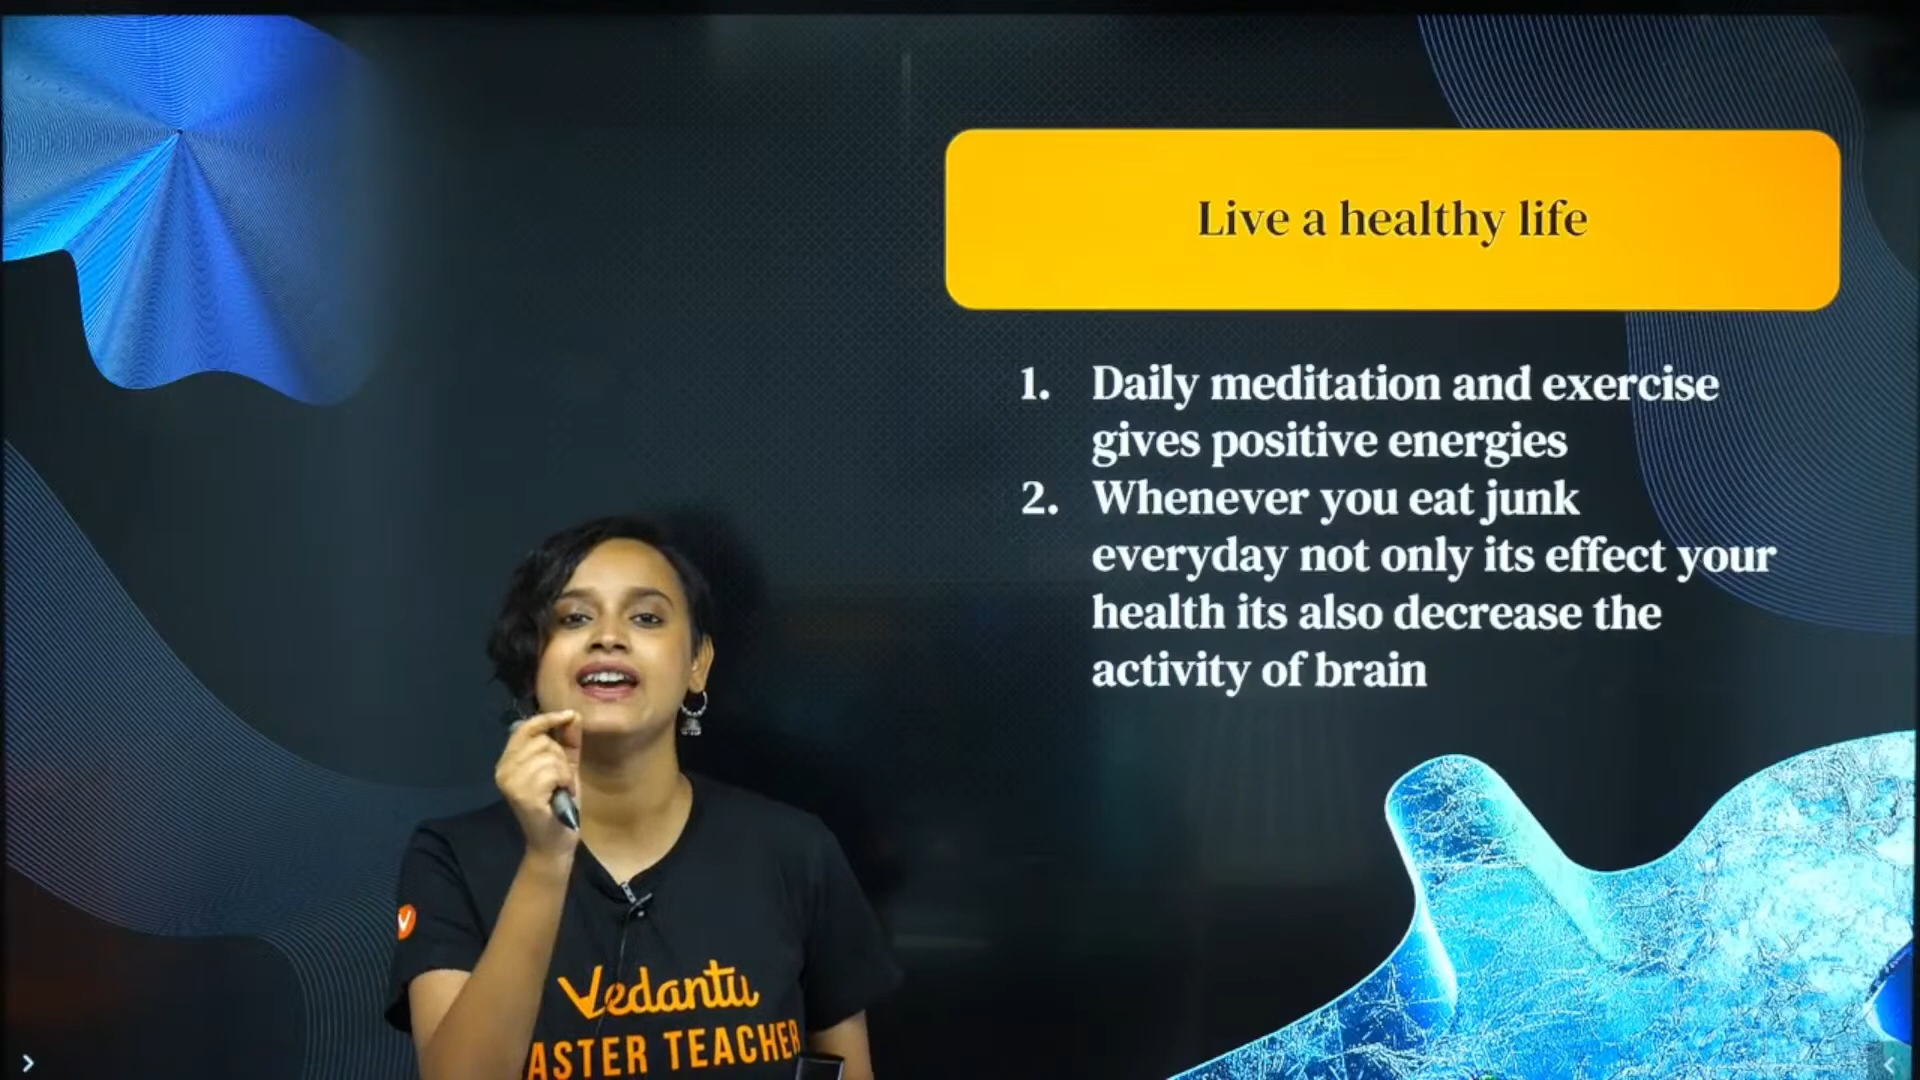 Live a healthy life
1. Daily meditation and exercise
gives positive energies
2. Whenever you eat junk
everyday not only its effect your
health its also decrease the
activity of brain
V
Vedantu
ASTER TEACHER